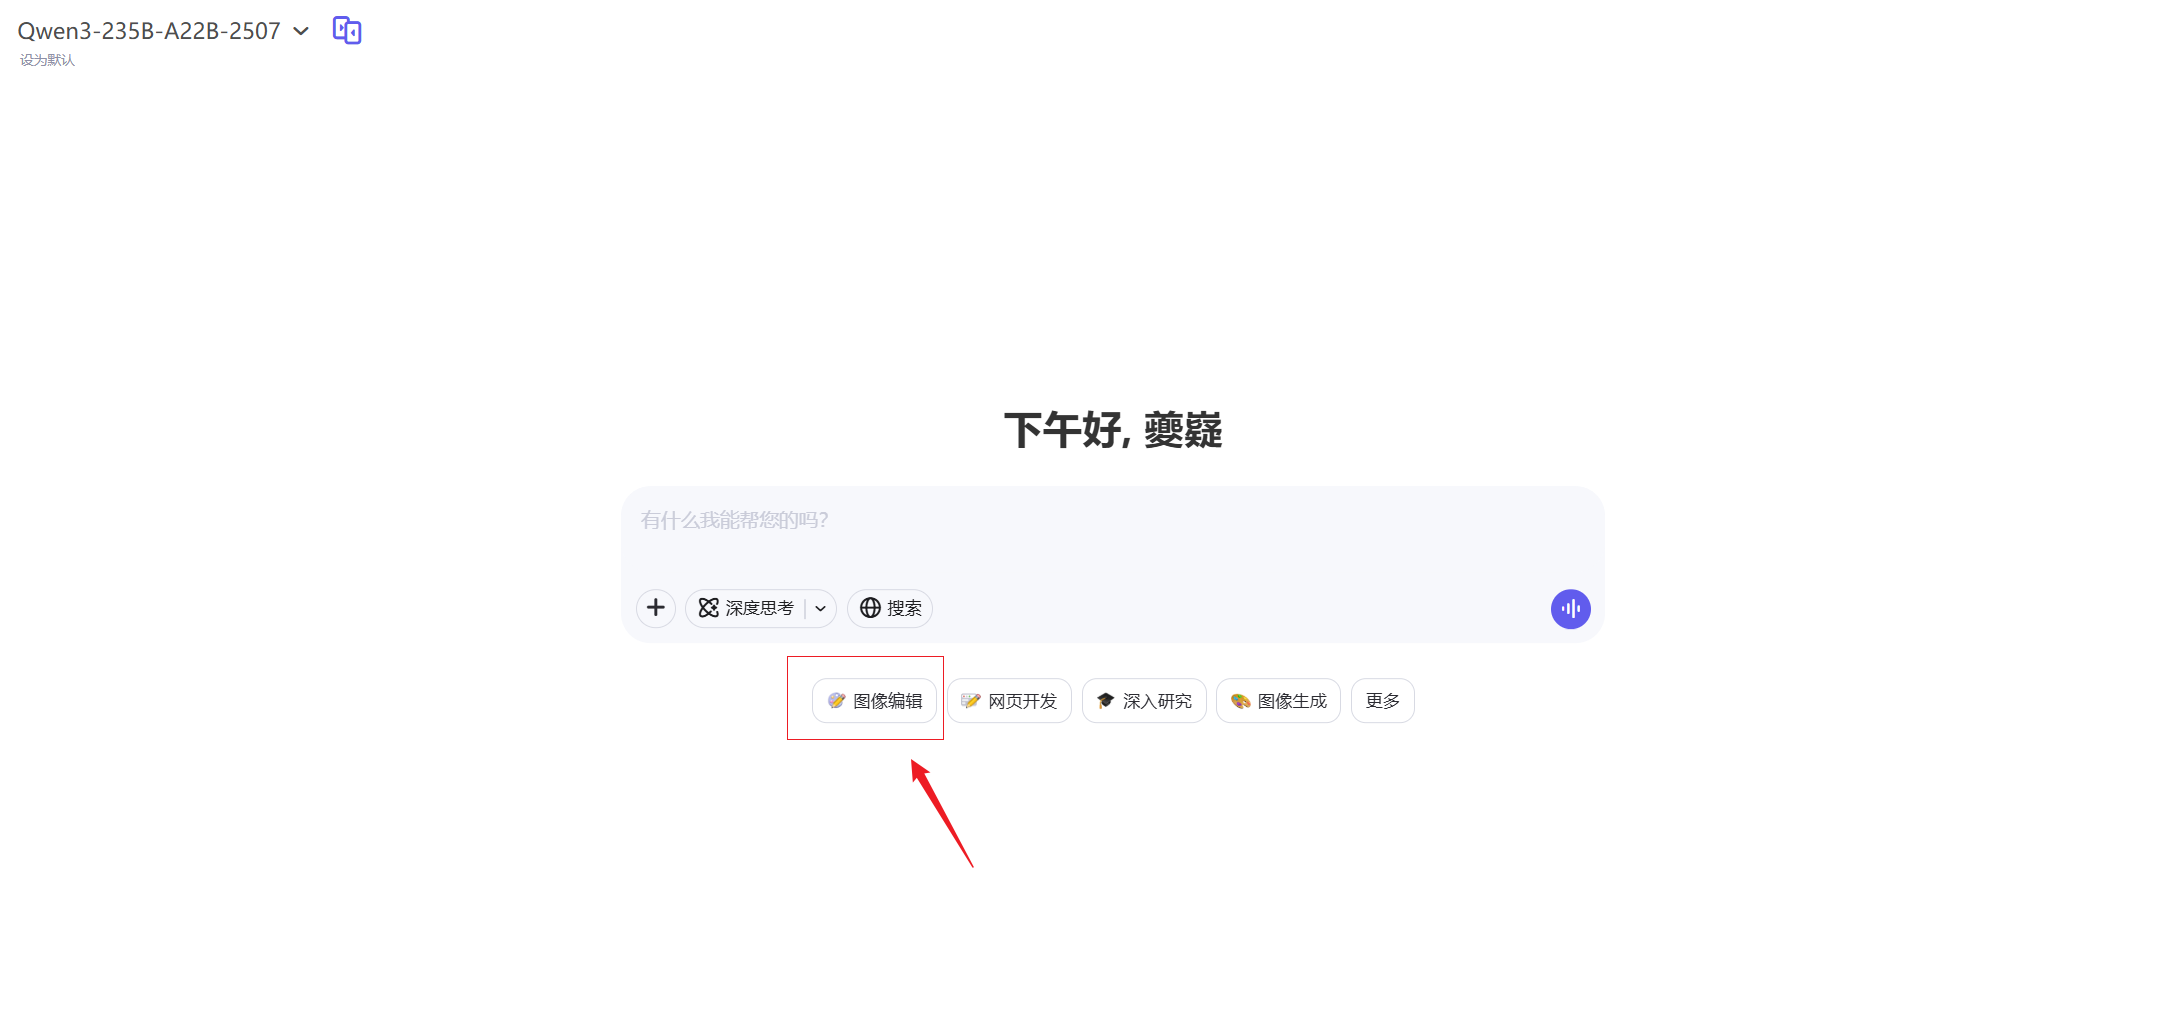 Qwen3-235B-A22B-2507
设为默认
下午好, 夔嶷
有什么我能帮您的吗？
深度思考
搜索
图像编辑
网页开发
深入研究
图像生成
更多